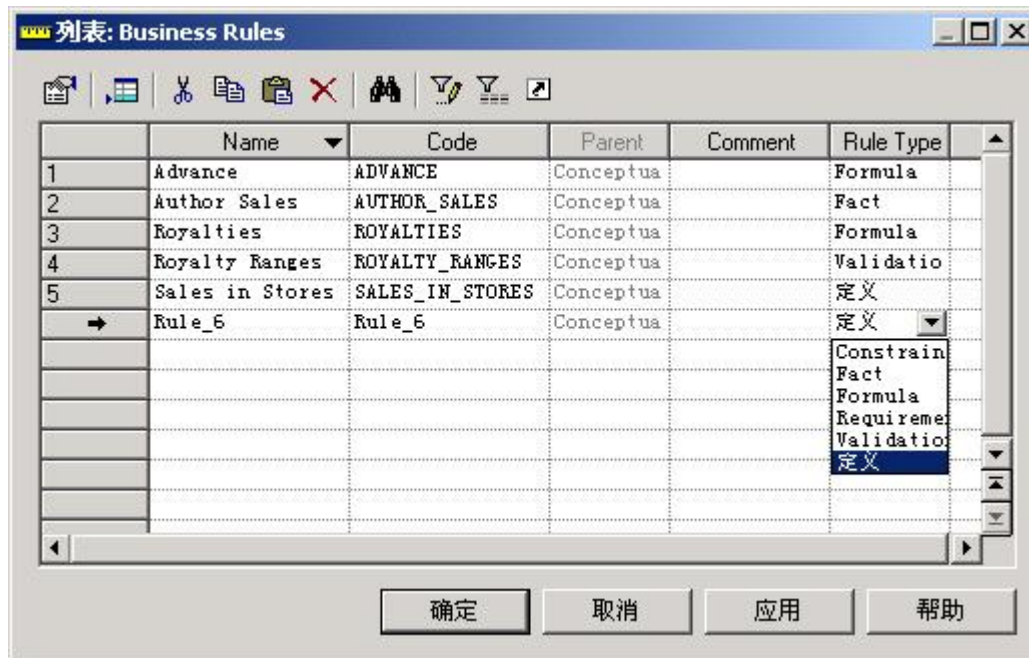 列表: Business Rules
Name Code Parent Comment Rule Type
1 Advance ADVANCE Conceptua Formula
2 Author Sales AUTHOR_SALES Conceptua Fact
3 Royalties ROYALTIES Conceptua Formula
4 Royalty Ranges ROYALTY_RANGES Conceptua Validatio
5 Sales in Stores SALES_IN_STORES Conceptua 定义
Rule_6 Rule_6 Conceptua 定义
Constrain
Fact
Formula
Requireme
Validatio
定义
确定 取消 应用 帮助